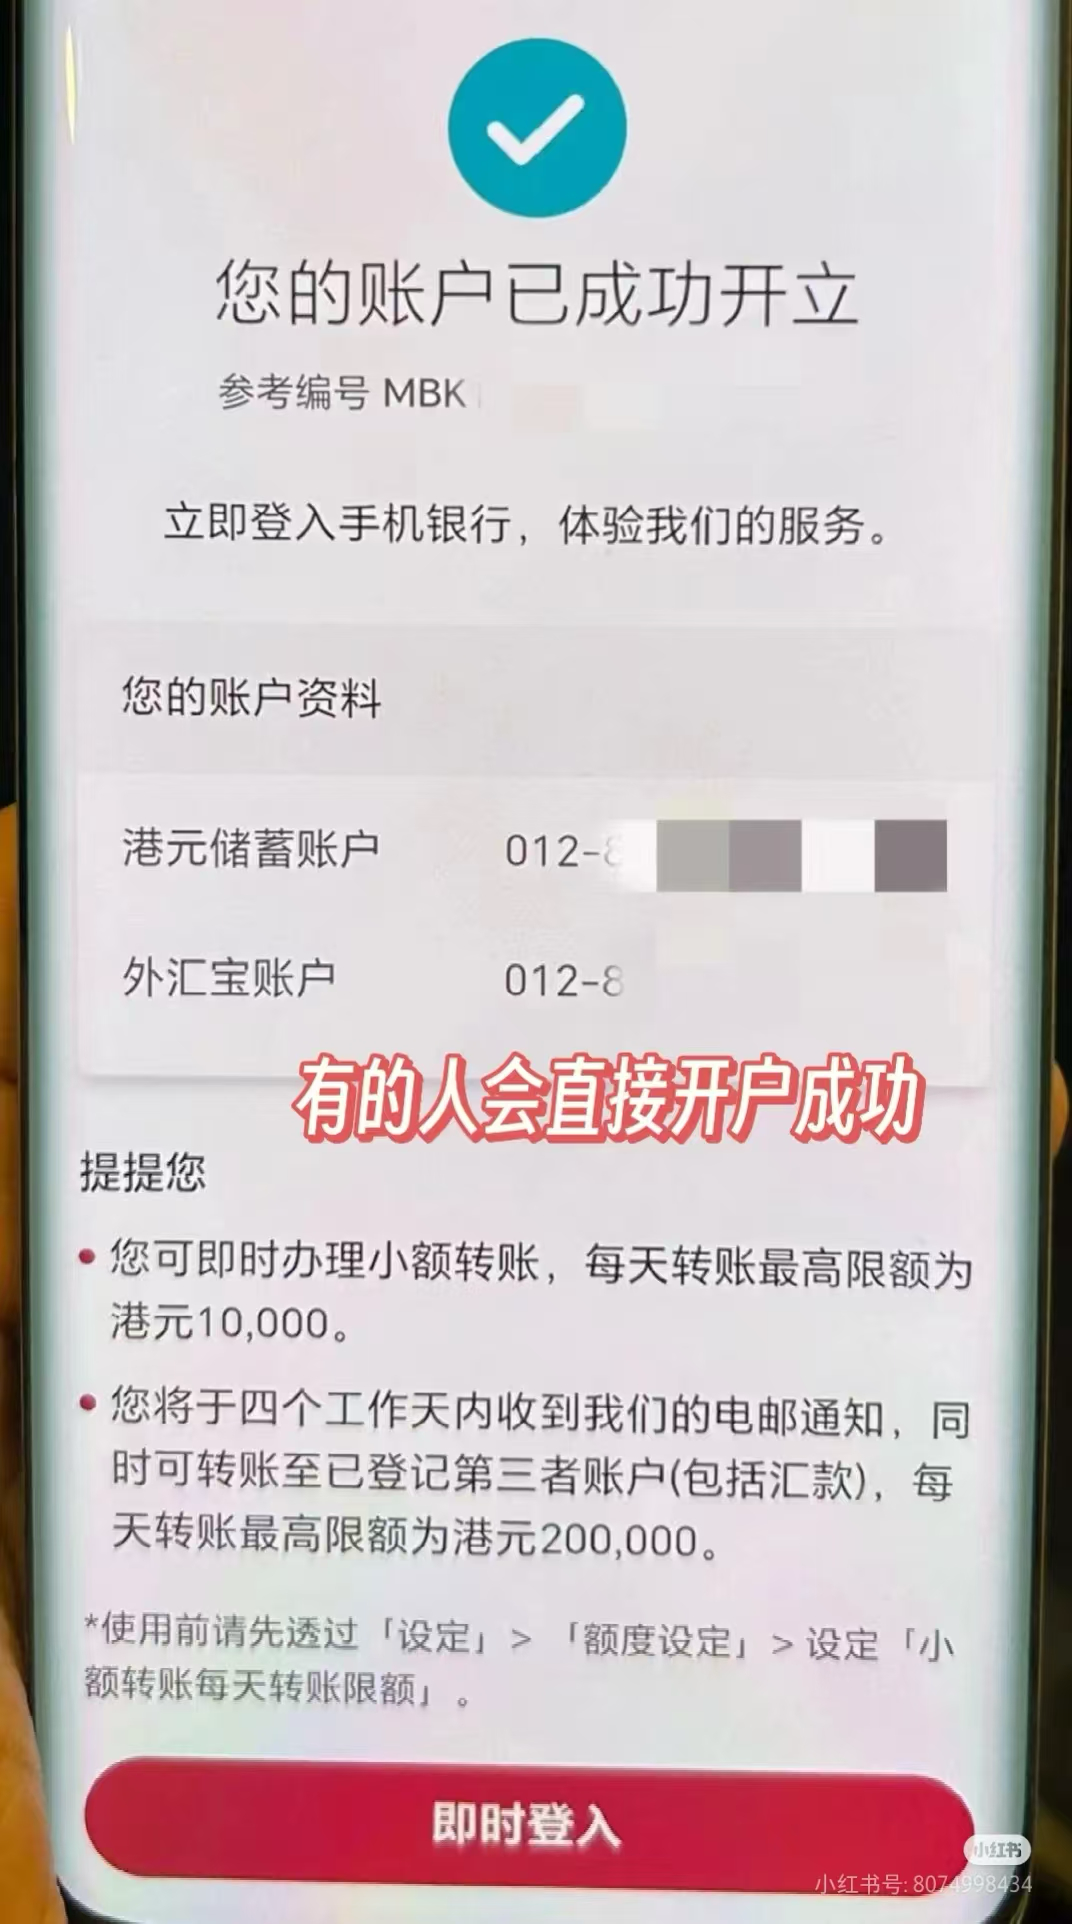 您的账户已成功开立
参考编号 MBK
立即登入手机银行，体验我们的服务。
您的账户资料
港元储蓄账户 012-8
外汇宝账户 012-8
有的人会直接开户成功
提提您
• 您可即时办理小额转账，每天转账最高限额为
港元10,000。
• 您将于四个工作天内收到我们的电邮通知，同
时可转账至已登记第三者账户(包括汇款)，每
天转账最高限额为港元200,000。
*使用前请先透过「设定」>「额度设定」> 设定「小
额转账每天转账限额」。
即时登入
小红书
小红书号: 8074998434